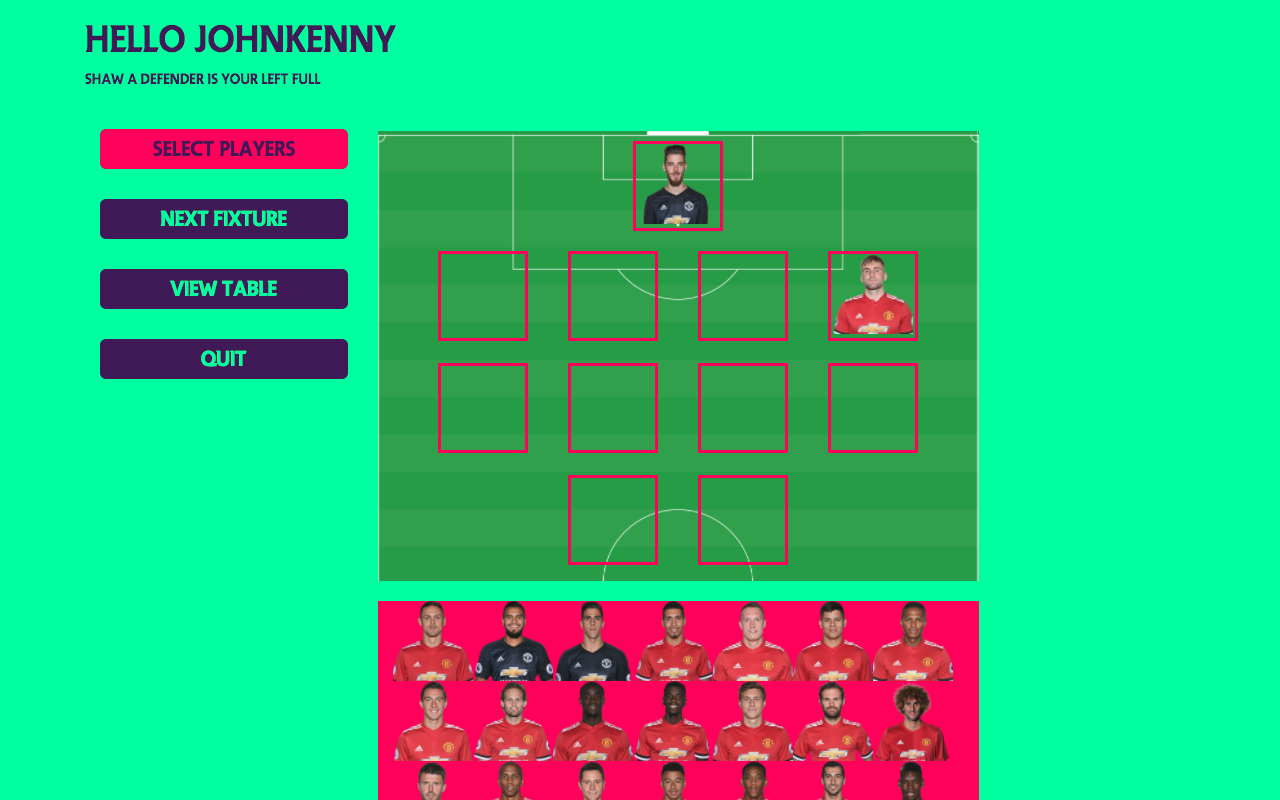 HELLO JOHNKENNY
SHAW A DEFENDER IS YOUR LEFT FULL
SELECT PLAYERS
NEXT FIXTURE
VIEW TABLE
QUIT